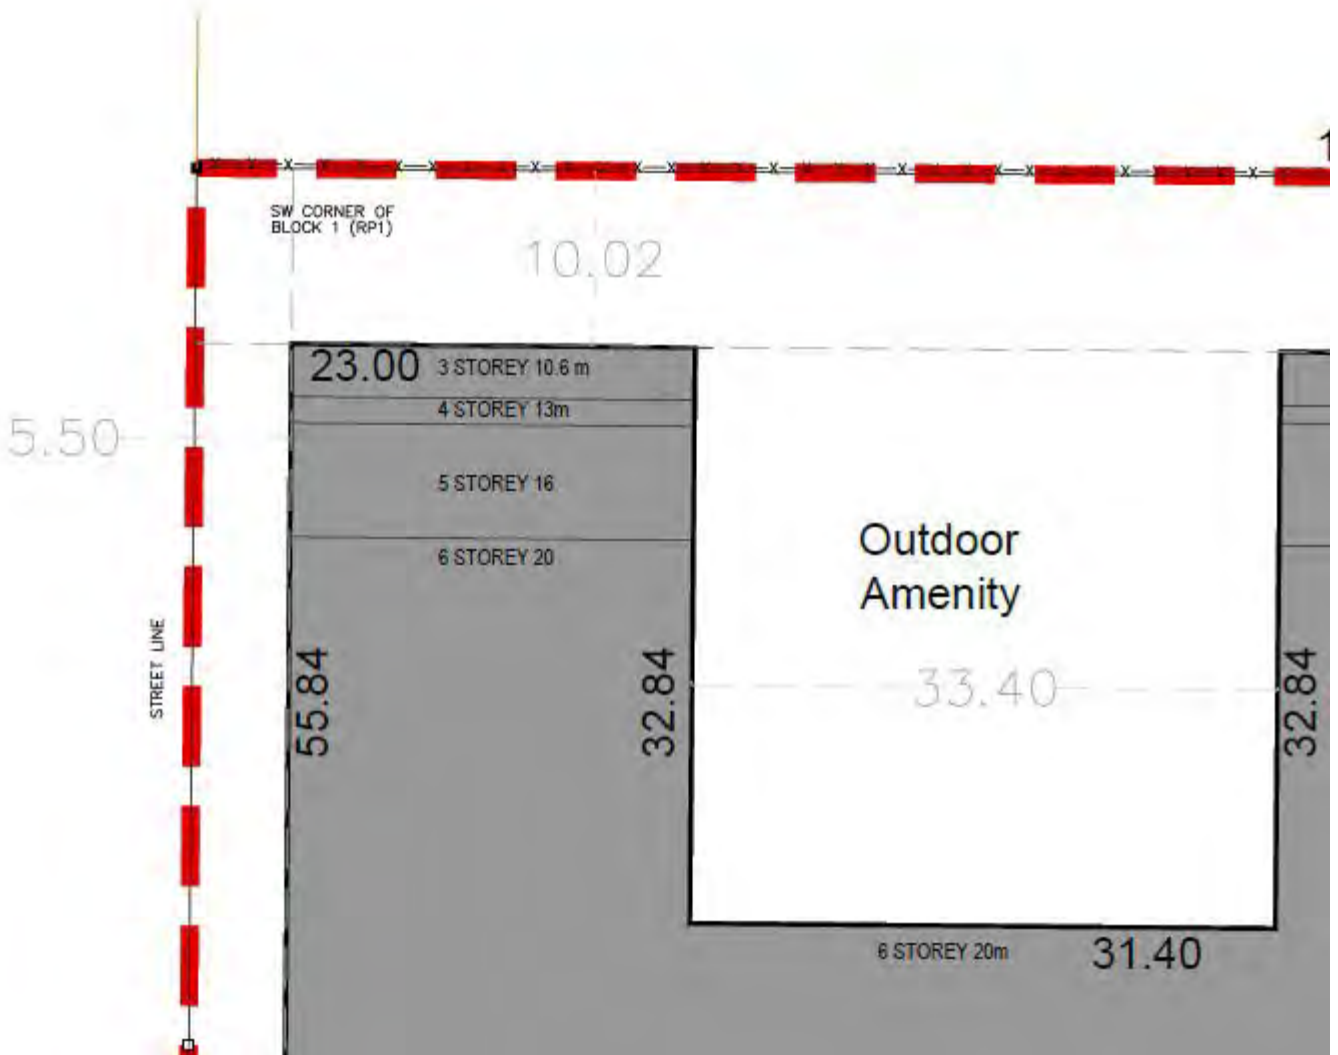 SW CORNER OF
BLOCK 1 (RP1)
10.02
23.00
3 STOREY 10.6 m
4 STOREY 13m
5.50
5 STOREY 16
6 STOREY 20
Outdoor
Amenity
STREET LINE
55.84
32.84
33.40
32.84
6 STOREY 20m
31.40